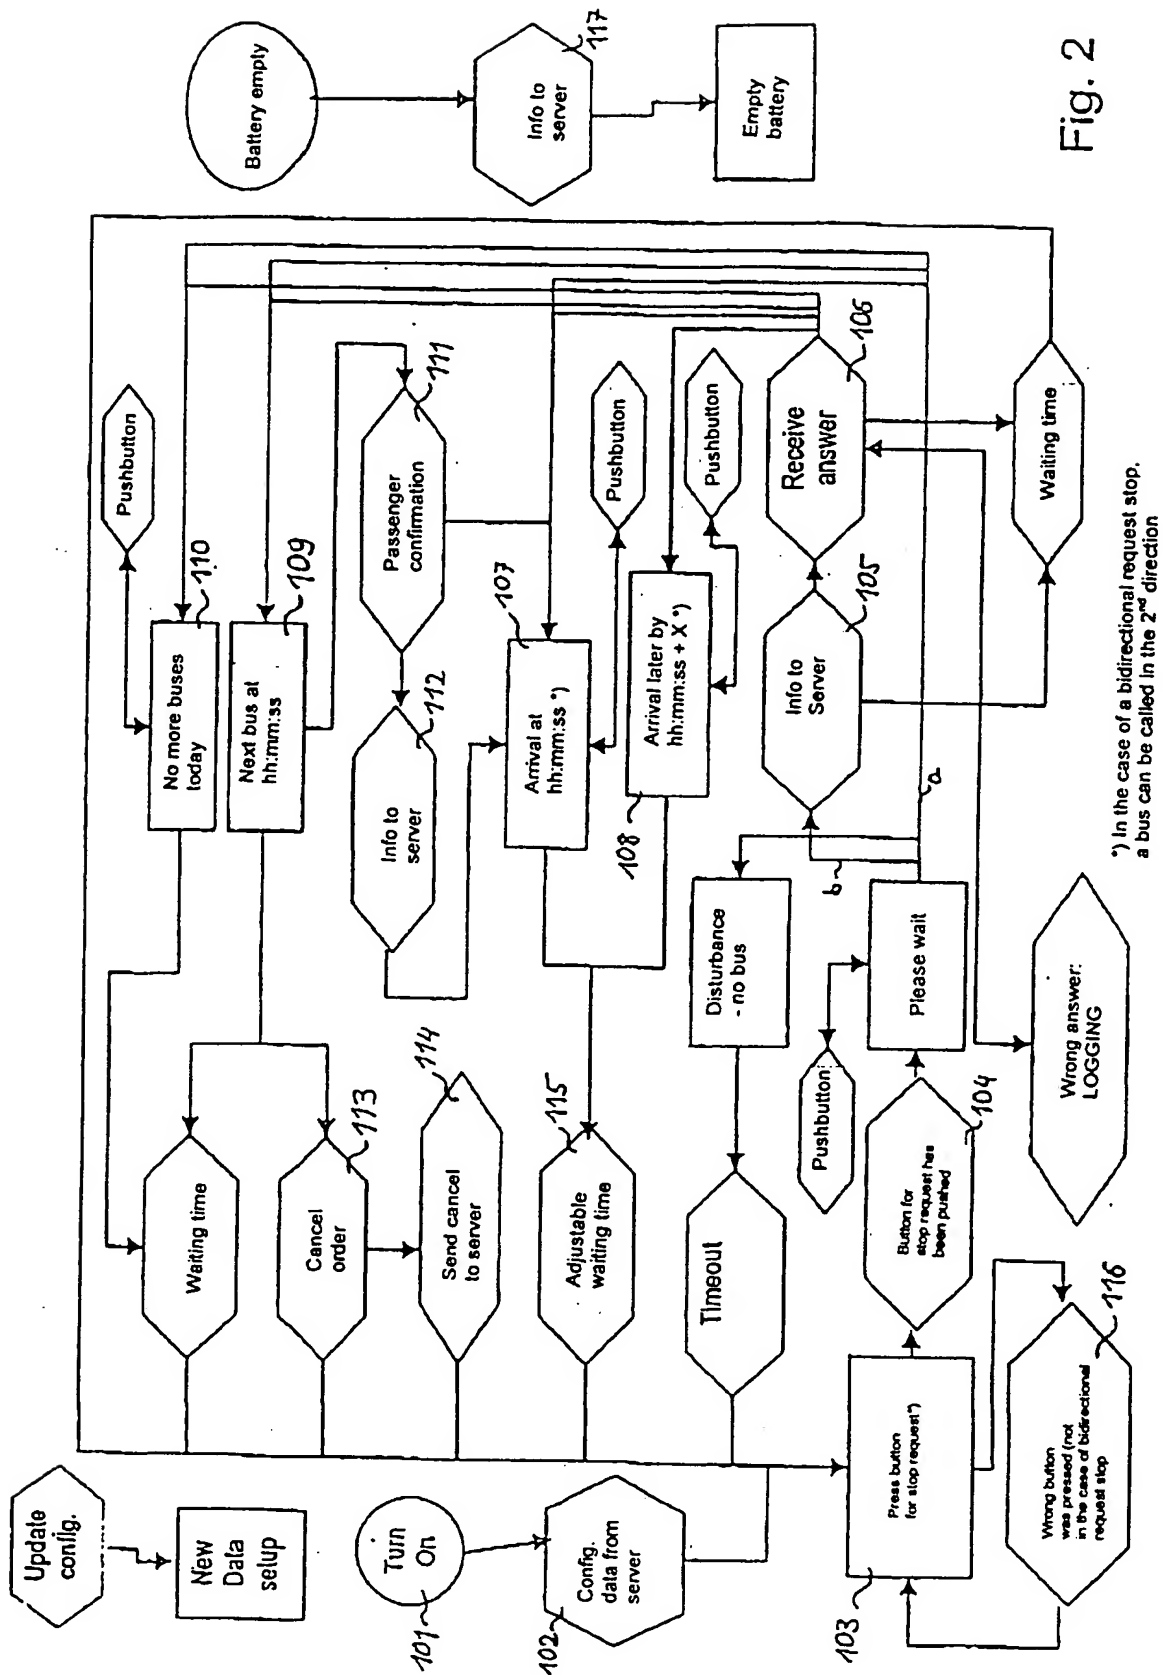 Update
config.
New
Data
setup
Turn
On
101
Config.
data from
server
102
Press button
for stop request*)
103
Wrong button
was pressed (not
in the case of bidirectional
request stop
116
Waiting time
Cancel
order
113
Send cancel
to server
114
Adjustable
waiting time
115
Timeout
Button for
stop request has
been pushed
104
Pushbutton
Please wait
Wrong answer:
LOGGING
Disturbance
- no bus
b
a
Pushbutton
No more buses
today
110
Next bus at
hh:mm:ss
109
Passenger
confirmation
111
Info to
server
112
Arrival at
hh:mm:ss *)
107
Pushbutton
Arrival later by
hh:mm:ss + X *)
108
Pushbutton
Info to
Server
105
Receive
answer
106
Waiting time
Battery empty
Info to
server
117
Empty
battery
*) In the case of a bidirectional request stop,
a bus can be called in the 2nd direction
Fig. 2